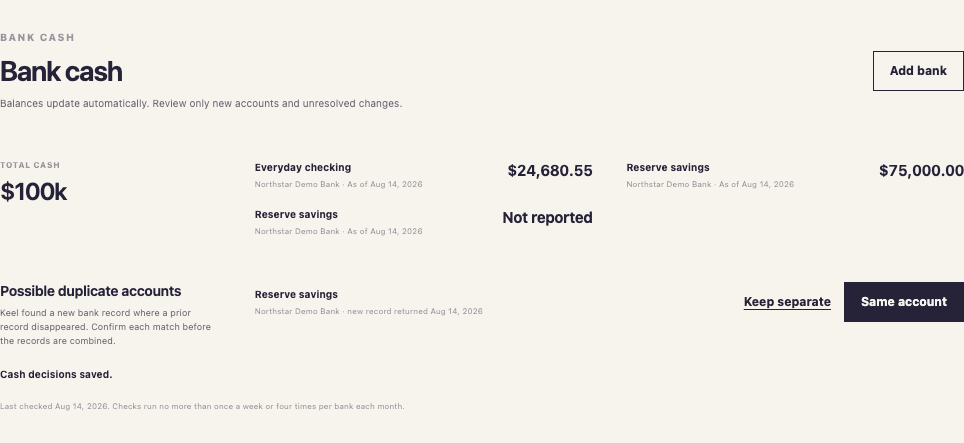 BANK CASH
Bank cash
Add bank
Balances update automatically. Review only new accounts and unresolved changes.
TOTAL CASH
$100k
Everyday checking
$24,680.55
Northstar Demo Bank · As of Aug 14, 2026
Reserve savings
$75,000.00
Northstar Demo Bank · As of Aug 14, 2026
Reserve savings
Not reported
Northstar Demo Bank · As of Aug 14, 2026
Possible duplicate accounts
Keel found a new bank record where a prior
record disappeared. Confirm each match before
the records are combined.
Reserve savings
Northstar Demo Bank · new record returned Aug 14, 2026
Keep separate
Same account
Cash decisions saved.
Last checked Aug 14, 2026. Checks run no more than once a week or four times per bank each month.